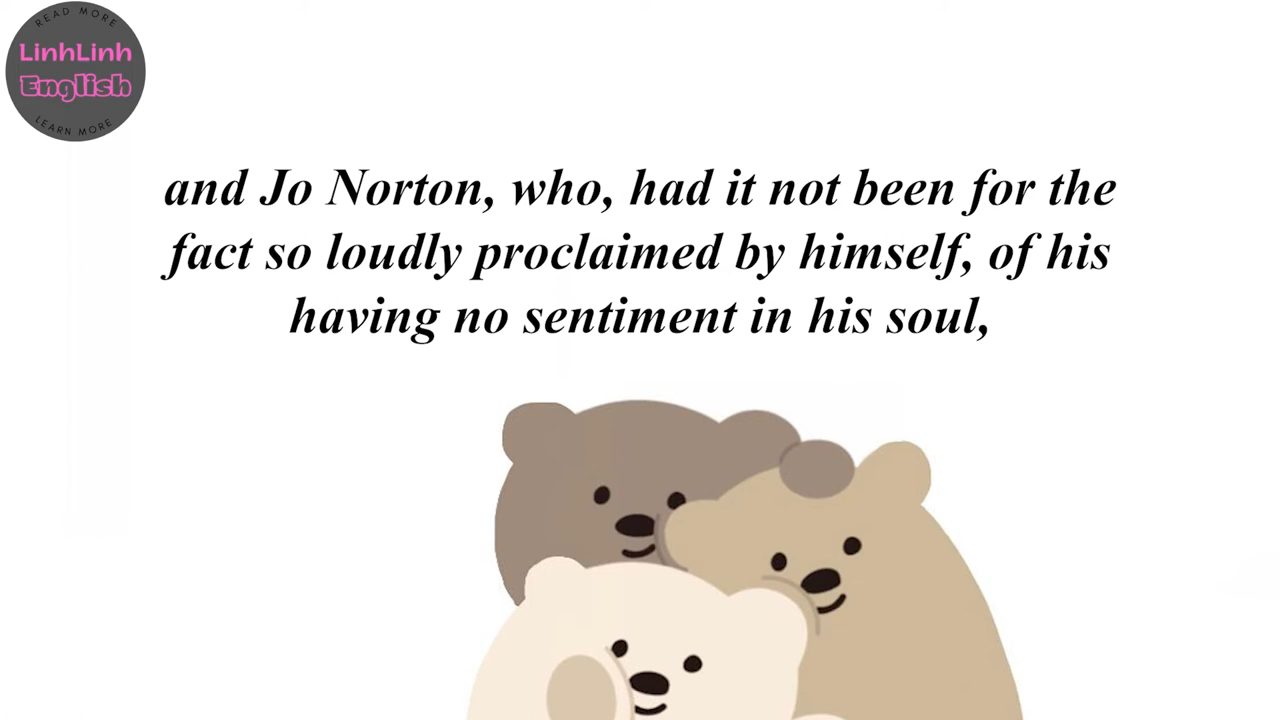 READ MORE
LinhLinh
English
LEARN MORE
and Jo Norton, who, had it not been for the
fact so loudly proclaimed by himself, of his
having no sentiment in his soul,